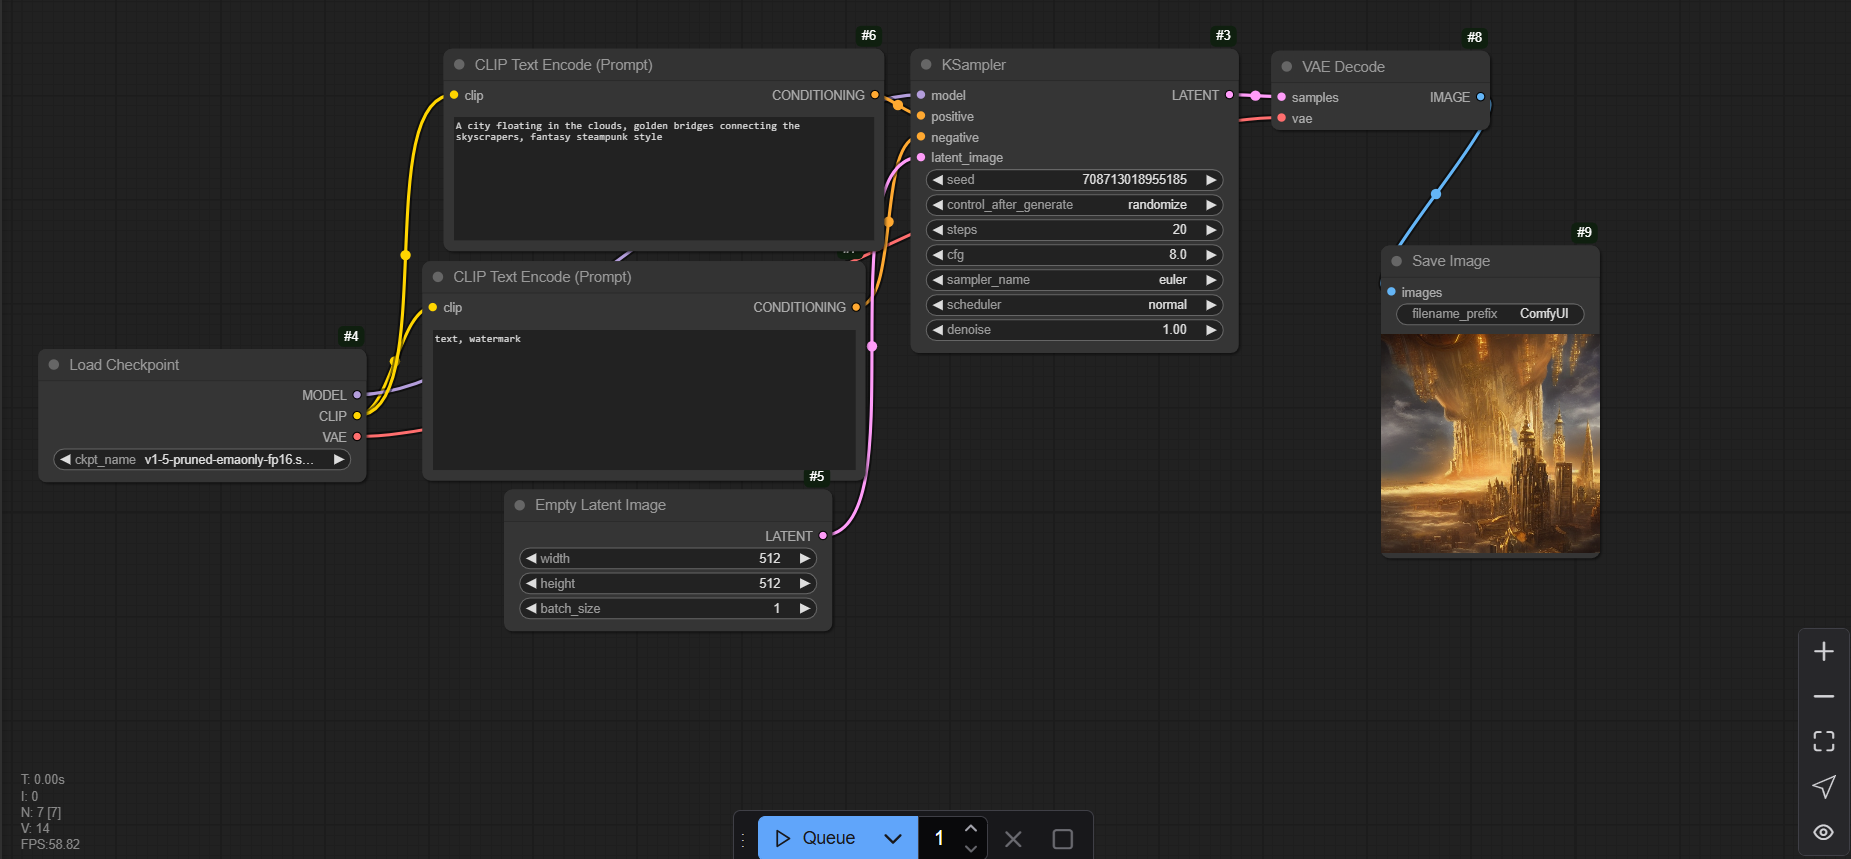 #6
CLIP Text Encode (Prompt)
clip
CONDITIONING
A city floating in the clouds, golden bridges connecting the
skyscrapers, fantasy steampunk style
CLIP Text Encode (Prompt)
clip
CONDITIONING
text, watermark
#4
Load Checkpoint
MODEL
CLIP
VAE
ckpt_name v1-5-pruned-emaonly-fp16.s...
#5
Empty Latent Image
LATENT
width 512
height 512
batch_size 1
#3
KSampler
model LATENT
positive
negative
latent_image
seed 708713018955185
control_after_generate randomize
steps 20
cfg 8.0
sampler_name euler
scheduler normal
denoise 1.00
#8
VAE Decode
samples IMAGE
vae
#9
Save Image
images
filename_prefix ComfyUI
T: 0.00s
I: 0
N: 7 [7]
V: 14
FPS:58.82
Queue 1